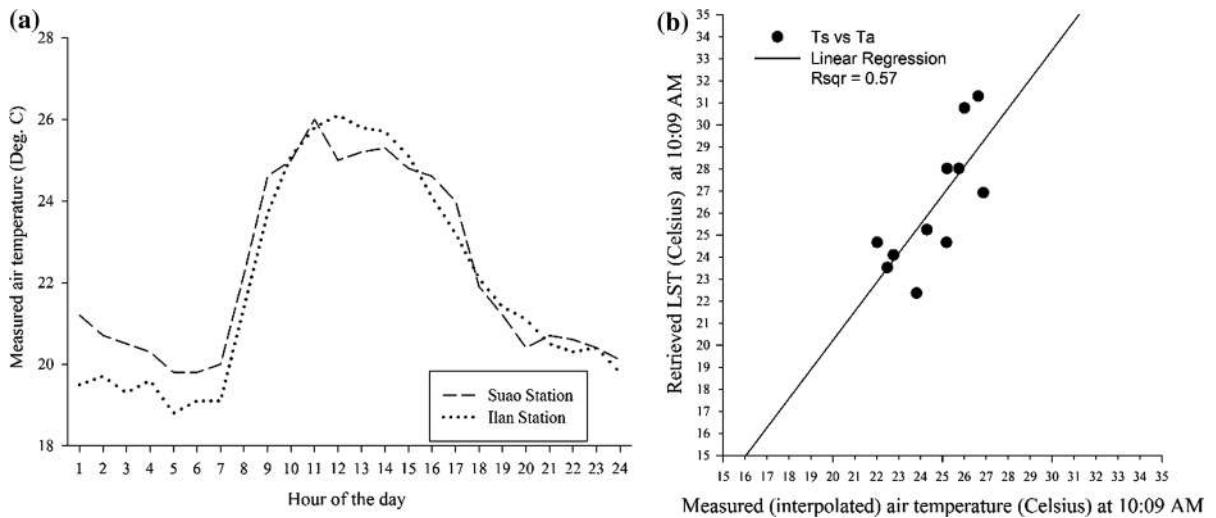 (a)
28
26
24
22
20
18
Measured air temperature (Deg. C)
Suao Station
Ilan Station
1 2 3 4 5 6 7 8 9 10 11 12 13 14 15 16 17 18 19 20 21 22 23 24
Hour of the day
(b)
35
34
33
32
31
30
29
28
27
26
25
24
23
22
21
20
19
18
17
16
15
Retrieved LST (Celsius) at 10:09 AM
Ts vs Ta
Linear Regression
Rsqr = 0.57
15 16 17 18 19 20 21 22 23 24 25 26 27 28 29 30 31 32 33 34 35
Measured (interpolated) air temperature (Celsius) at 10:09 AM